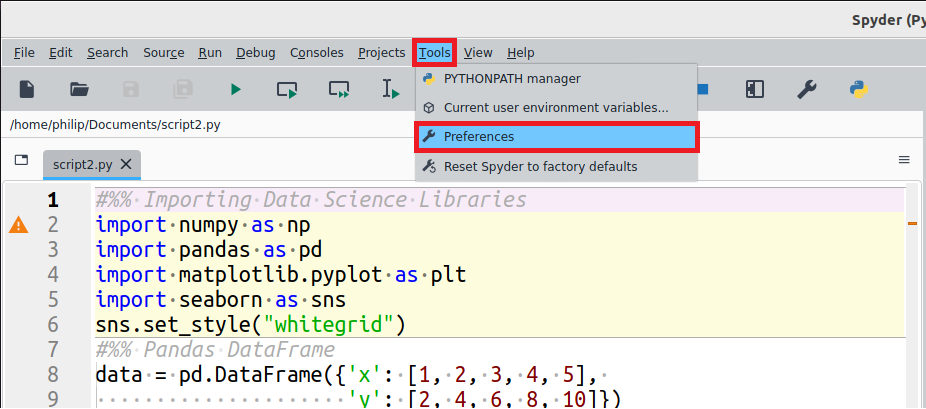 Spyder (Py
File Edit Search Source Run Debug Consoles Projects Tools View Help
PYTHONPATH manager
Current user environment variables...
Preferences
Reset Spyder to factory defaults
/home/philip/Documents/script2.py
script2.py
1 #%% Importing Data Science Libraries
2 import numpy as np
3 import pandas as pd
4 import matplotlib.pyplot as plt
5 import seaborn as sns
6 sns.set_style("whitegrid")
7 #%% Pandas DataFrame
8 data = pd.DataFrame({'x': [1, 2, 3, 4, 5],
9 'y': [2, 4, 6, 8, 10]})